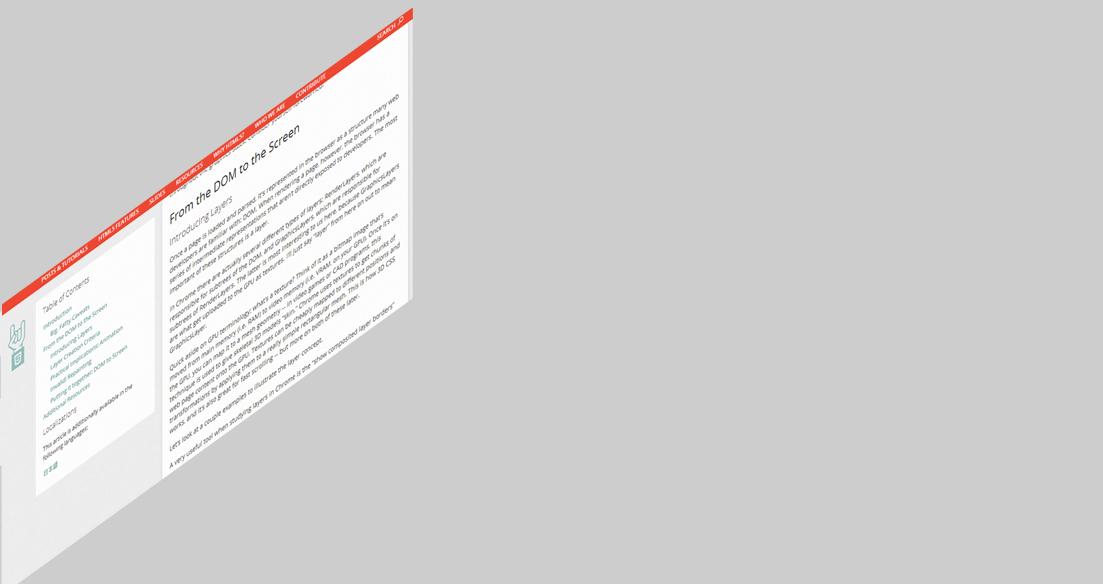 POSTS & TUTORIALS HTML5 FEATURES SLIDES RESOURCES WHY HTML5? WHO WE ARE CONTRIBUTE SEARCH
Table of Contents
Introduction
Big, Fatty Caveats
From the DOM to the Screen
Introducing Layers
Layer Creation Criteria
Practical Implications: Animation
Invalid Repainting
Putting it together: DOM to Screen
Additional Resources
Localizations
This article is additionally available in the
following languages:
日本語
From the DOM to the Screen
Introducing Layers
Once a page is loaded and parsed, it's represented in the browser as a structure many web
developers are familiar with: DOM. When rendering a page, however, the browser has a
series of intermediate representations that aren't directly exposed to developers. The most
important of these structures is a layer.
In Chrome there are actually several different types of layers: RenderLayers, which are
responsible for subtrees of the DOM, and GraphicsLayers, which are responsible for
subtrees of RenderLayers. The latter is most interesting to us here, because GraphicsLayers
are what get uploaded to the GPU as textures. I'll just say "layer" from here on out to mean
GraphicsLayer.
Quick aside on GPU terminology: what's a texture? Think of it as a bitmap image that's
moved from main memory (i.e. RAM) to video memory (i.e. VRAM, on your GPU). Once it's on
the GPU, you can map it to a mesh geometry -- in video games or CAD programs, this
technique is used to give skeletal 3D models "skin." Chrome uses textures to get chunks of
web page content onto the GPU. Textures can be cheaply mapped to different positions and
transformations by applying them to a really simple rectangular mesh. This is how 3D CSS
works, and it's also great for fast scrolling -- but more on both of these later.
Let's look at a couple examples to illustrate the layer concept.
A very useful tool when studying layers in Chrome is the "show composited layer borders"